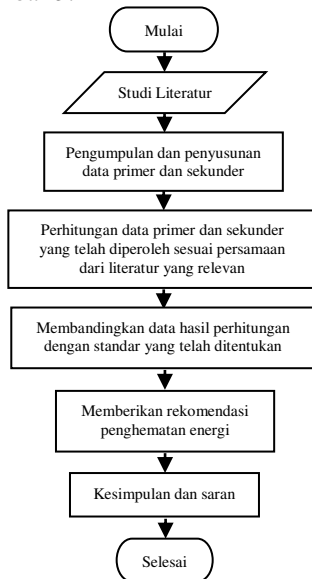 Mulai
Studi Literatur
Pengumpulan dan penyusunan
data primer dan sekunder
Perhitungan data primer dan sekunder
yang telah diperoleh sesuai persamaan
dari literatur yang relevan
Membandingkan data hasil perhitungan
dengan standar yang telah ditentukan
Memberikan rekomendasi
penghematan energi
Kesimpulan dan saran
Selesai